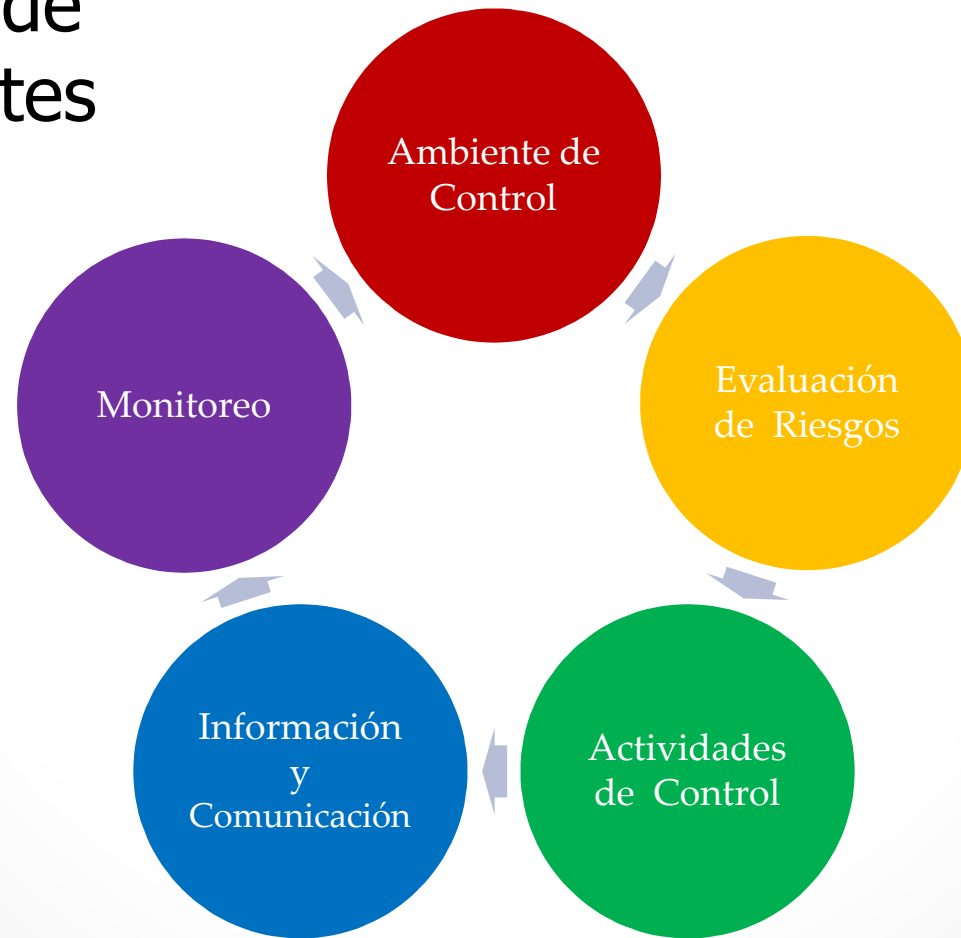 de
tes
Ambiente de
Control
Evaluación
de Riesgos
Actividades
de Control
Información
y
Comunicación
Monitoreo